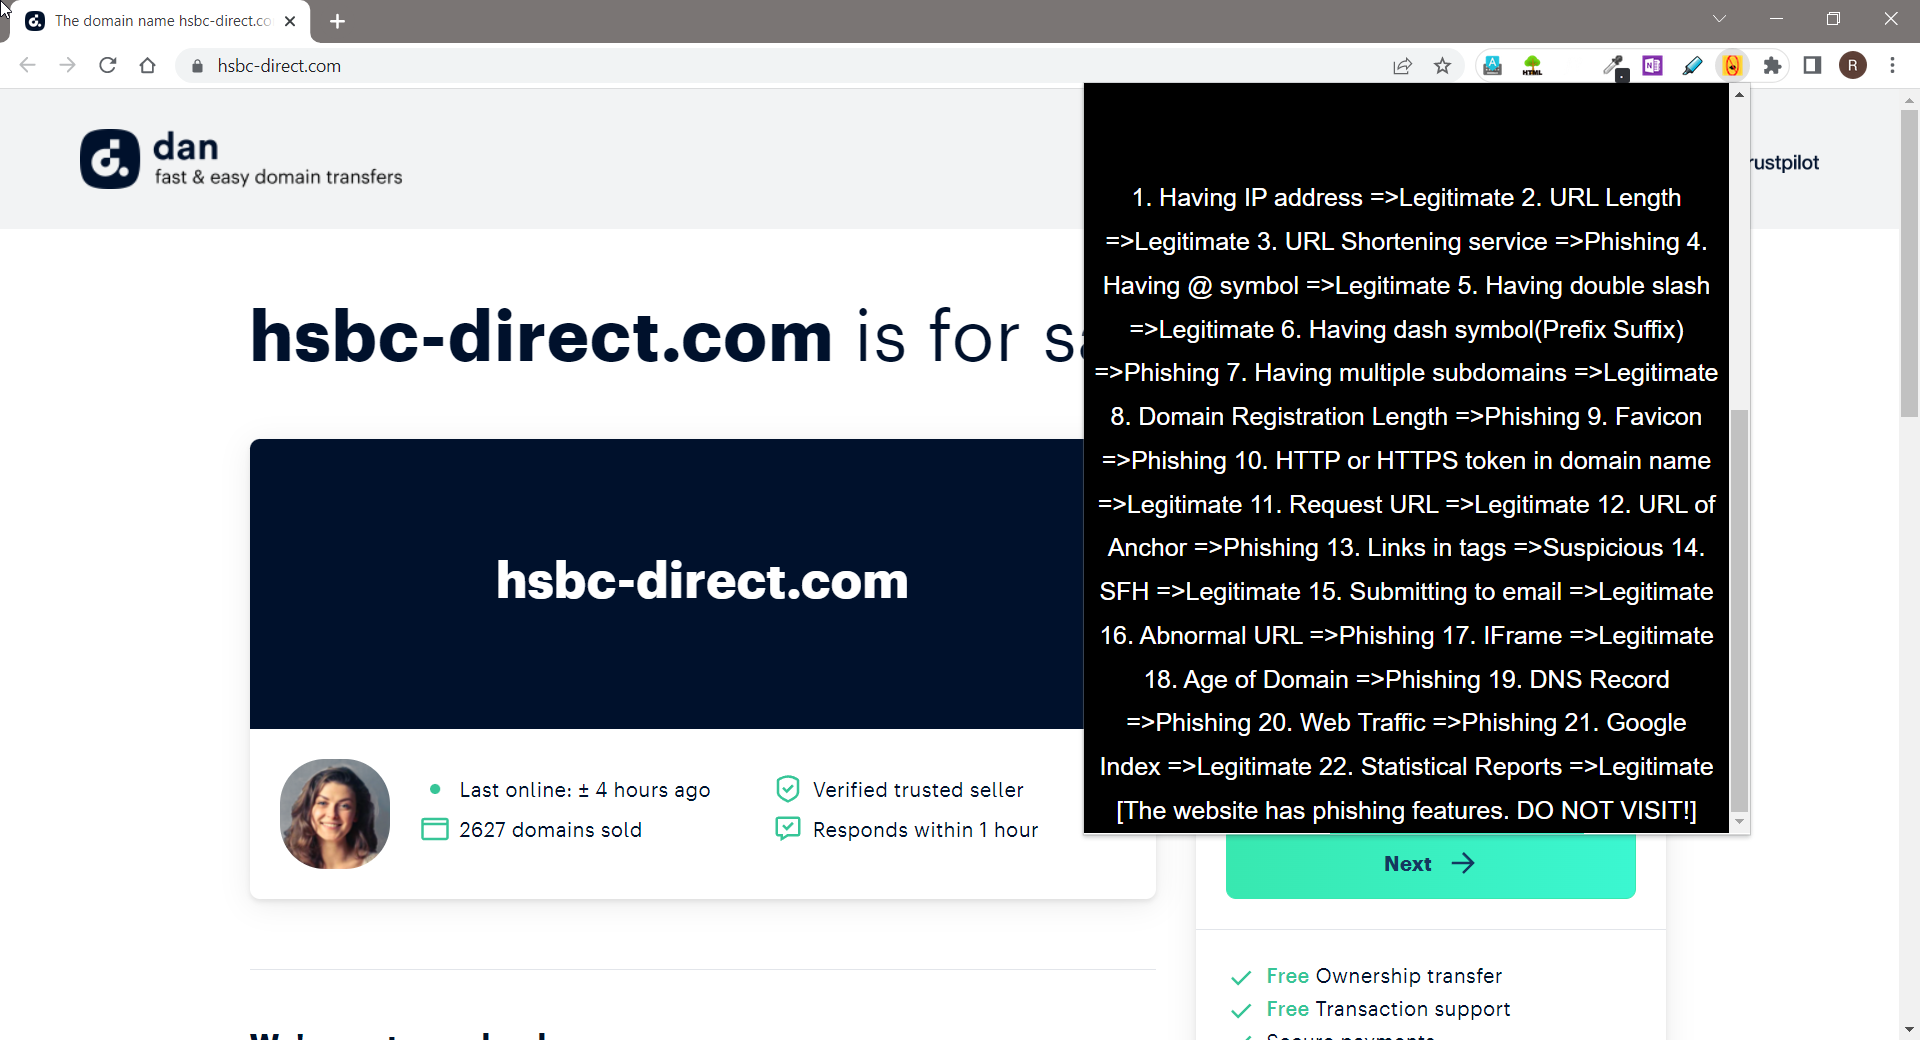 The domain name hsbc-direct.co
hsbc-direct.com
HTML
R
dan
fast & easy domain transfers
rustpilot
hsbc-direct.com is for sa
hsbc-direct.com
Last online: ± 4 hours ago
Verified trusted seller
2627 domains sold
Responds within 1 hour
1. Having IP address =>Legitimate 2. URL Length
=>Legitimate 3. URL Shortening service =>Phishing 4.
Having @ symbol =>Legitimate 5. Having double slash
=>Legitimate 6. Having dash symbol(Prefix Suffix)
=>Phishing 7. Having multiple subdomains =>Legitimate
8. Domain Registration Length =>Phishing 9. Favicon
=>Phishing 10. HTTP or HTTPS token in domain name
=>Legitimate 11. Request URL =>Legitimate 12. URL of
Anchor =>Phishing 13. Links in tags =>Suspicious 14.
SFH =>Legitimate 15. Submitting to email =>Legitimate
16. Abnormal URL =>Phishing 17. IFrame =>Legitimate
18. Age of Domain =>Phishing 19. DNS Record
=>Phishing 20. Web Traffic =>Phishing 21. Google
Index =>Legitimate 22. Statistical Reports =>Legitimate
[The website has phishing features. DO NOT VISIT!]
Next
Free Ownership transfer
Free Transaction support
Secure payments